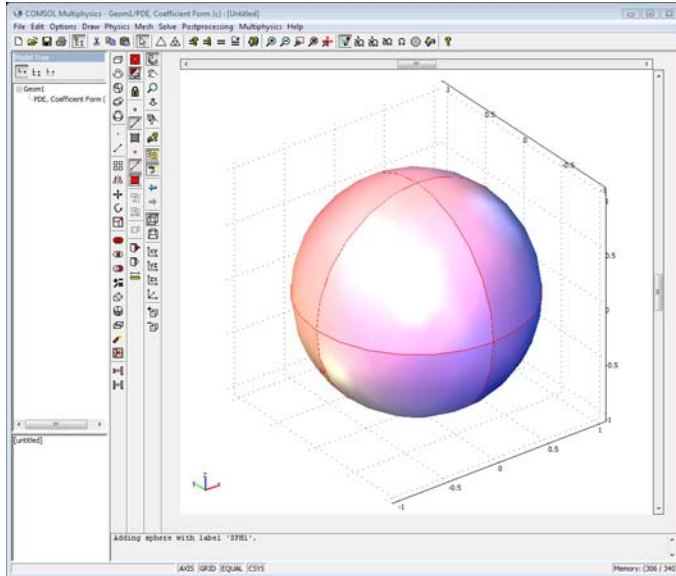 COMSOL Multiphysics - Geom1/PDE, Coefficient Form (c) : [Untitled]
File Edit Options Draw Physics Mesh Solve Postprocessing Multiphysics Help
Model Tree
Geom1
PDE, Coefficient Form (
[untitled]
1
0.5
0
-0.5
-1
1
0.5
0
-0.5
-1
1
0.5
0
-0.5
-1
z
y
x
Adding sphere with label 'SPH1'.
AXIS GRID EQUAL CSYS
Memory: (306 / 340